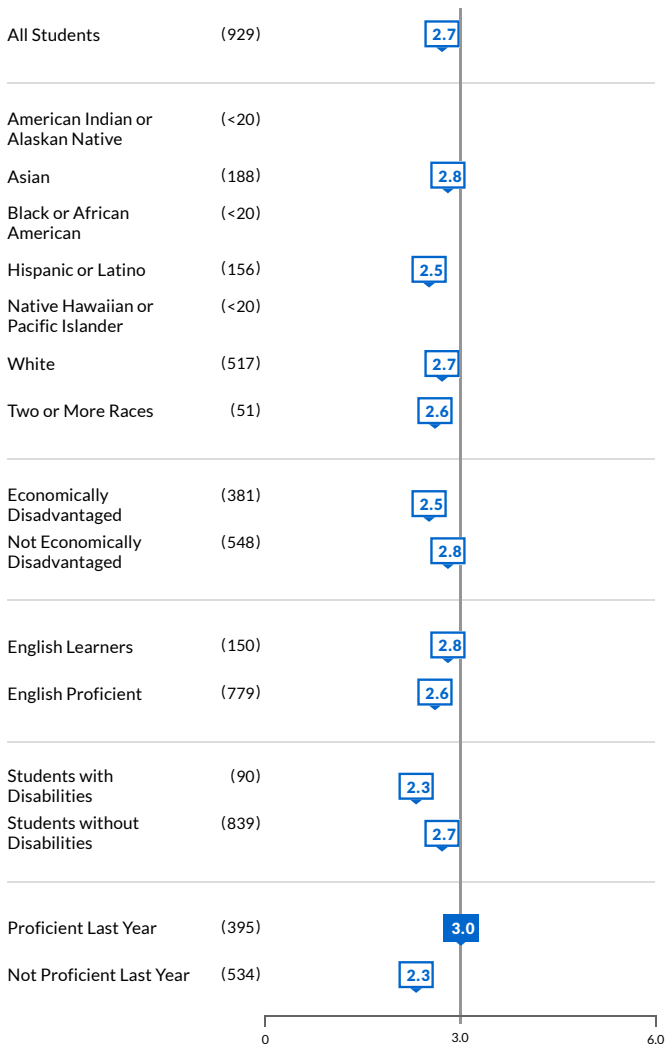 All Students (929) 2.7
American Indian or (<20)
Alaskan Native
Asian (188) 2.8
Black or African (<20)
American
Hispanic or Latino (156) 2.5
Native Hawaiian or (<20)
Pacific Islander
White (517) 2.7
Two or More Races (51) 2.6
Economically (381) 2.5
Disadvantaged
Not Economically (548) 2.8
Disadvantaged
English Learners (150) 2.8
English Proficient (779) 2.6
Students with (90) 2.3
Disabilities
Students without (839) 2.7
Disabilities
Proficient Last Year (395) 3.0
Not Proficient Last Year (534) 2.3
0 3.0 6.0